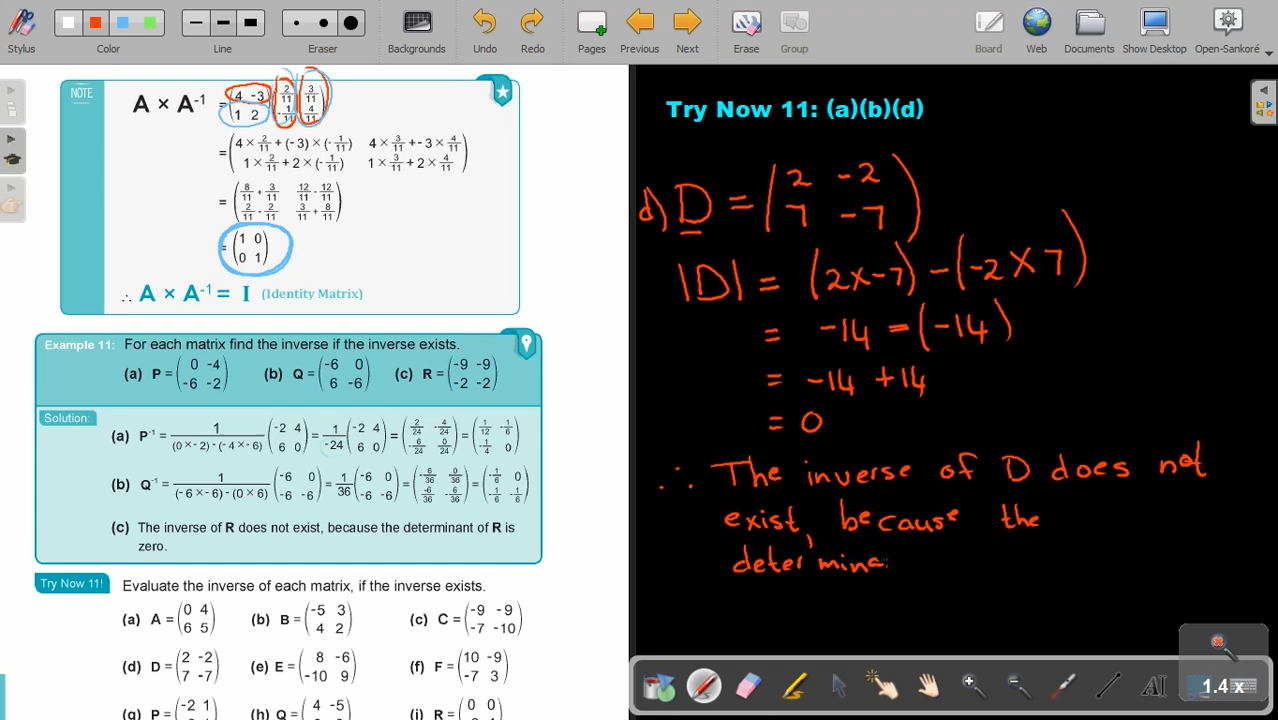 Stylus
Color
Line
Eraser
Backgrounds
Undo
Redo
Pages
Previous
Next
Erase
Group
Board
Web
Documents
Show Desktop
Open-Sankoré
NOTE
A × A⁻¹ = (4 -3; 1 2) (2/11 3/11; -1/11 4/11)
= (4 × 2/11 + (-3) × (-1/11) 4 × 3/11 + -3 × 4/11; 1 × 2/11 + 2 × (-1/11) 1 × 3/11 + 2 × 4/11)
= (8/11 + 3/11 12/11 - 12/11; 2/11 - 2/11 3/11 + 8/11)
= (1 0; 0 1)
∴ A × A⁻¹ = I (Identity Matrix)
Example 11: For each matrix find the inverse if the inverse exists.
(a) P = (0 -4; -6 -2) (b) Q = (-6 0; 6 -6) (c) R = (-9 -9; -2 -2)
Solution:
(a) P⁻¹ = 1/((0 × -2) - (-4 × -6)) (-2 4; 6 0) = 1/-24 (-2 4; 6 0) = (2/24 -4/24; -6/24 0/24) = (1/12 -1/6; -1/4 0)
(b) Q⁻¹ = 1/((-6 × -6) - (0 × 6)) (-6 0; -6 -6) = 1/36 (-6 0; -6 -6) = (-6/36 0/36; -6/36 -6/36) = (-1/6 0; -1/6 -1/6)
(c) The inverse of R does not exist, because the determinant of R is
zero.
Try Now 11! Evaluate the inverse of each matrix, if the inverse exists.
(a) A = (0 4; 6 5) (b) B = (-5 3; 4 2) (c) C = (-9 -9; -7 -10)
(d) D = (2 -2; 7 -7) (e) E = (8 -6; -10 9) (f) F = (10 -9; -7 3)
(g) P = (-2 1 (h) Q = (4 -5 (i) R = (0 0
Try Now 11: (a)(b)(d)
d) D = (2 -2; 7 -7)
|D| = (2x-7) - (-2 x 7)
= -14 - (-14)
= -14 + 14
= 0
∴ The inverse of D does not
exist, because the
determina
1.4 x